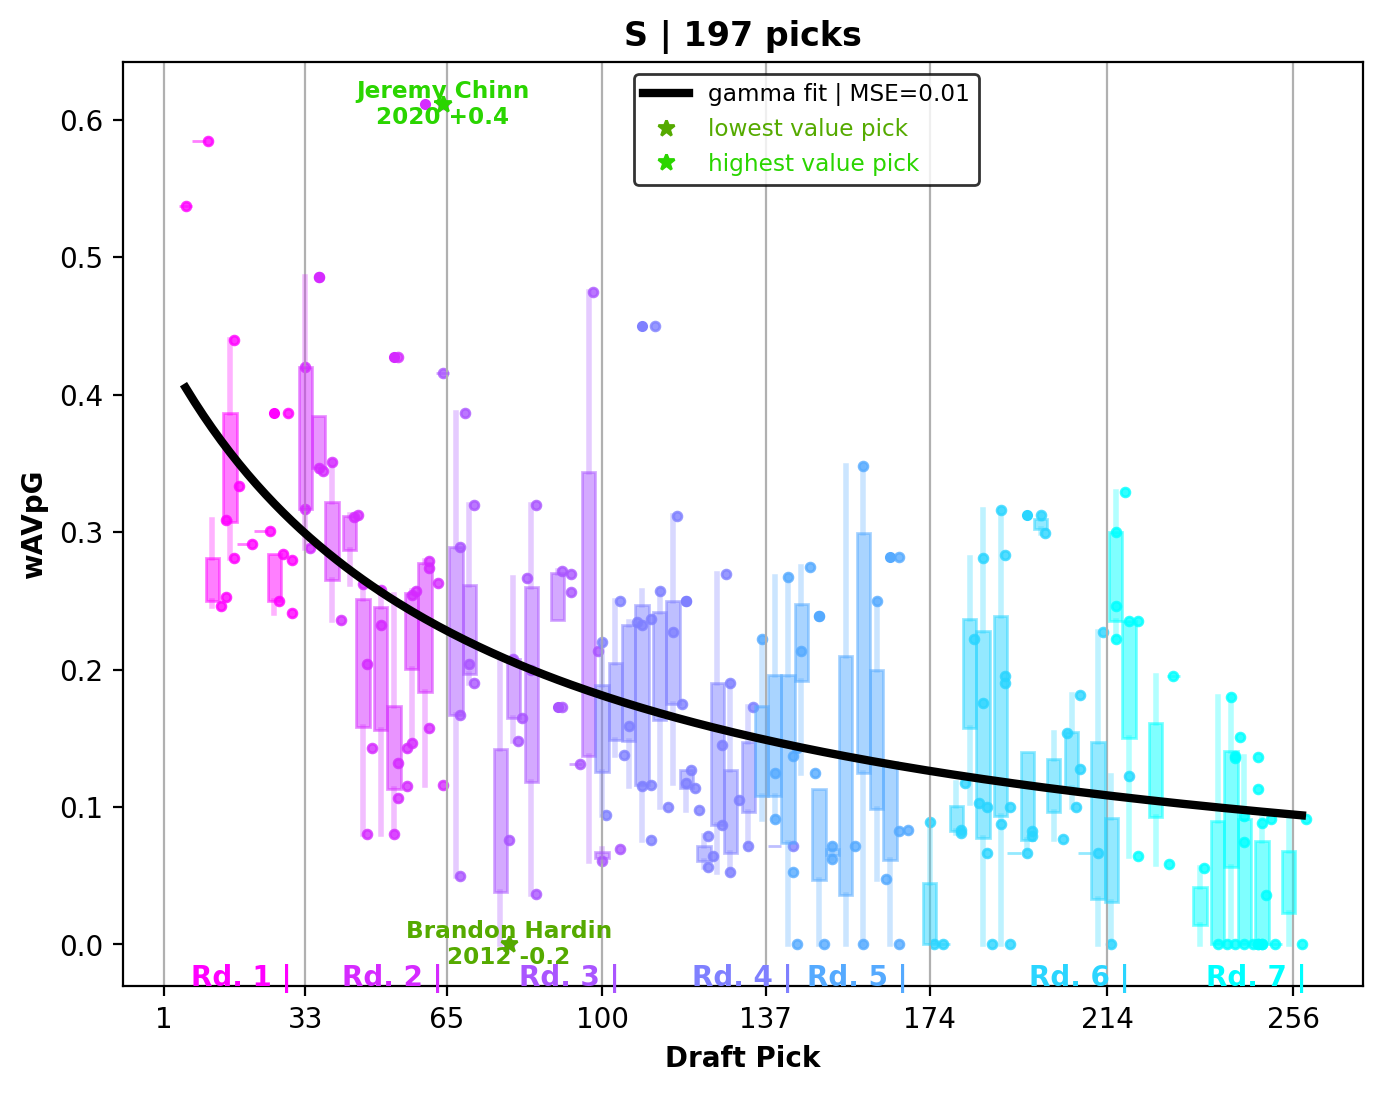 S | 197 picks
Jeremy Chinn
2020 +0.4
gamma fit | MSE=0.01
lowest value pick
highest value pick
0.6
0.5
0.4
0.3
0.2
0.1
0.0
wAVpG
Brandon Hardin
2012 -0.2
Rd. 1 | Rd. 2 | Rd. 3 | Rd. 4 | Rd. 5 | Rd. 6 | Rd. 7 |
1 33 65 100 137 174 214 256
Draft Pick